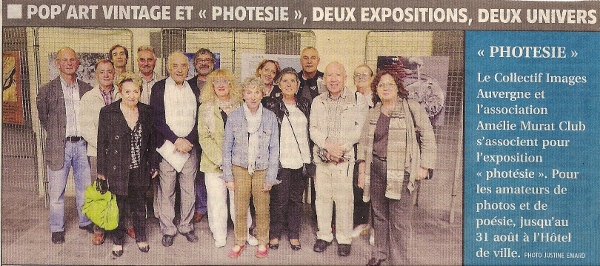 ■ POP'ART VINTAGE ET « PHOTESIE », DEUX EXPOSITIONS, DEUX UNIVERS
« PHOTESIE »
Le Collectif Images
Auvergne et
l'association
Amélie Murat Club
s'associent pour
l'exposition
« photésie ». Pour
les amateurs de
photos et de
poésie, jusqu'au
31 août à l'Hôtel
de ville. PHOTO JUSTINE EMARD